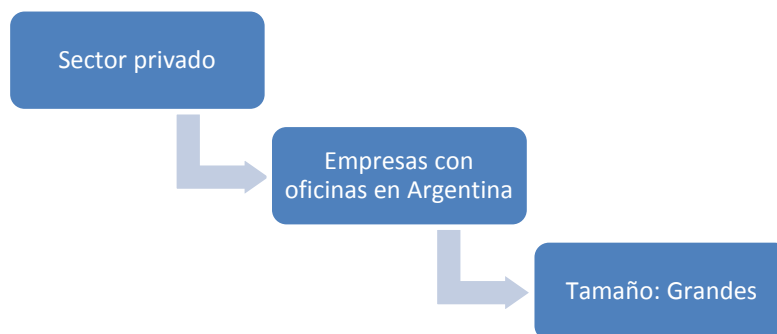 Sector privado
Empresas con
oficinas en Argentina
Tamaño: Grandes